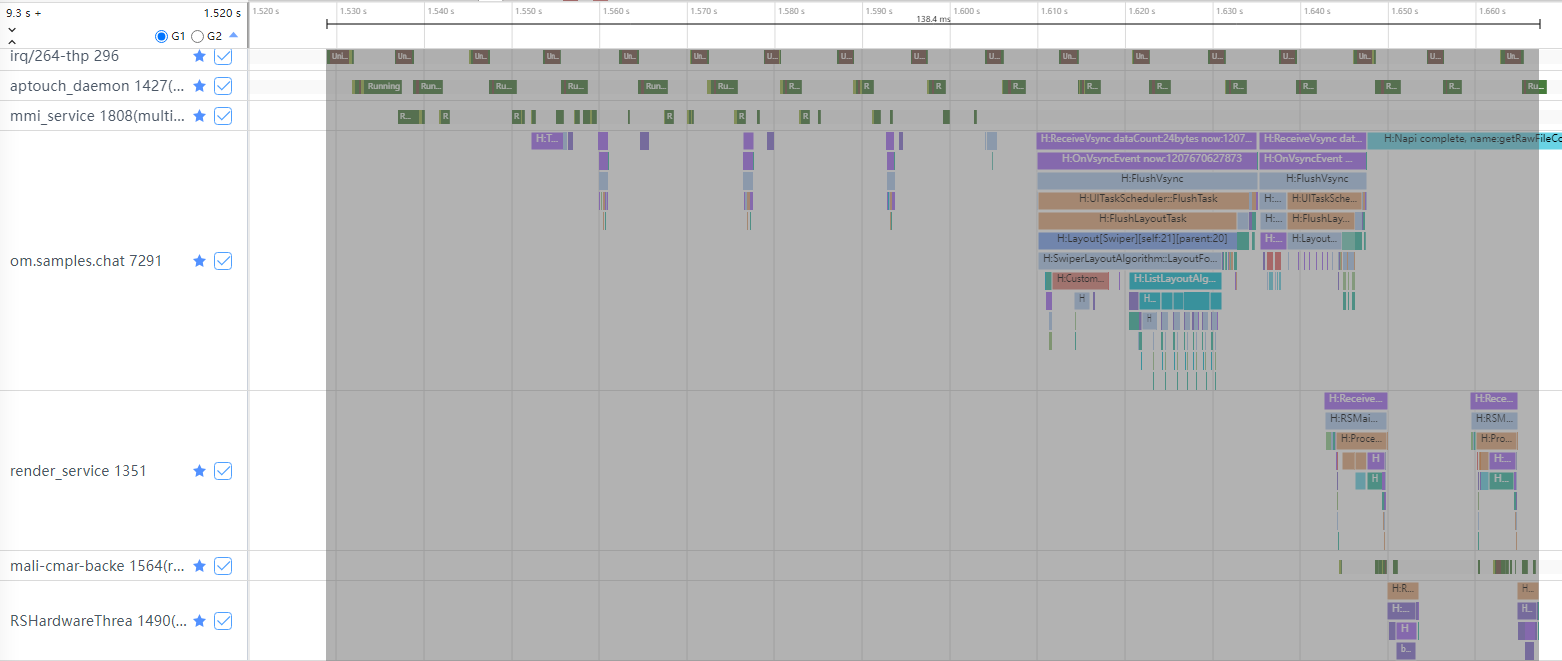 9.3 s +
1.520 s
1.520 s
1.530 s
1.540 s
1.550 s
1.560 s
1.570 s
1.580 s
1.590 s
1.600 s
1.610 s
1.620 s
1.630 s
1.640 s
1.650 s
1.660 s
138.4 ms
G1
G2
irq/264-thp 296
Uni...
Un...
Un...
Un...
Un...
Un...
U...
U...
Un...
U...
Un...
Un...
U...
U...
Un...
U...
Un...
aptouch_daemon 1427(...
Running
Run...
Ru...
Ru...
Run...
Ru...
R...
R
R
R...
R...
R...
R...
R...
R...
R...
Ru...
mmi_service 1808(multi...
R...
R
R
R
R
R
om.samples.chat 7291
H:T...
H:ReceiveVsync dataCount:24bytes now:1207...
H:ReceiveVsync dat...
H:Napi complete, name:getRawFileCo
H:OnVsyncEvent now:1207670627873
H:OnVsyncEvent ...
H:FlushVsync
H:FlushVsync
H:UITaskScheduler::FlushTask
H:...
H:UITaskSche...
H:FlushLayoutTask
H:...
H:FlushLay...
H:Layout[Swiper][self:21][parent:20]
H:...
H:Layout...
H:SwiperLayoutAlgorithm::LayoutFo...
H:Custom...
H:ListLayoutAlg...
H
H...
H
render_service 1351
H:Receive...
H:Rece...
H:RSMai...
H:RSM...
H:Proce...
H:Pro...
H
H:...
H
H...
mali-cmar-backe 1564(r...
RSHardwareThrea 1490(...
H:R...
H...
H:...
H...
H
b...